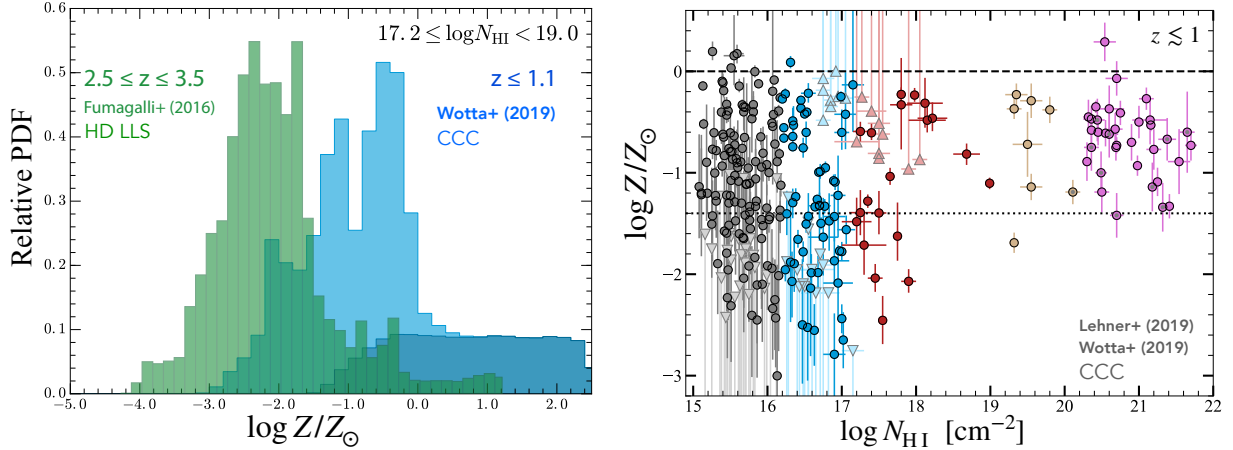 17.2 ≤ logN_HI < 19.0
2.5 ≤ z ≤ 3.5
Fumagalli+ (2016)
HD LLS
z ≤ 1.1
Wotta+ (2019)
CCC
Relative PDF
0.6
0.5
0.4
0.3
0.2
0.1
0.0
-5.0 -4.0 -3.0 -2.0 -1.0 0.0 1.0 2.0
log Z/Z⊙
z ≲ 1
log Z/Z⊙
0
−1
−2
−3
Lehner+ (2019)
Wotta+ (2019)
CCC
15 16 17 18 19 20 21 22
log N_HI [cm⁻²]